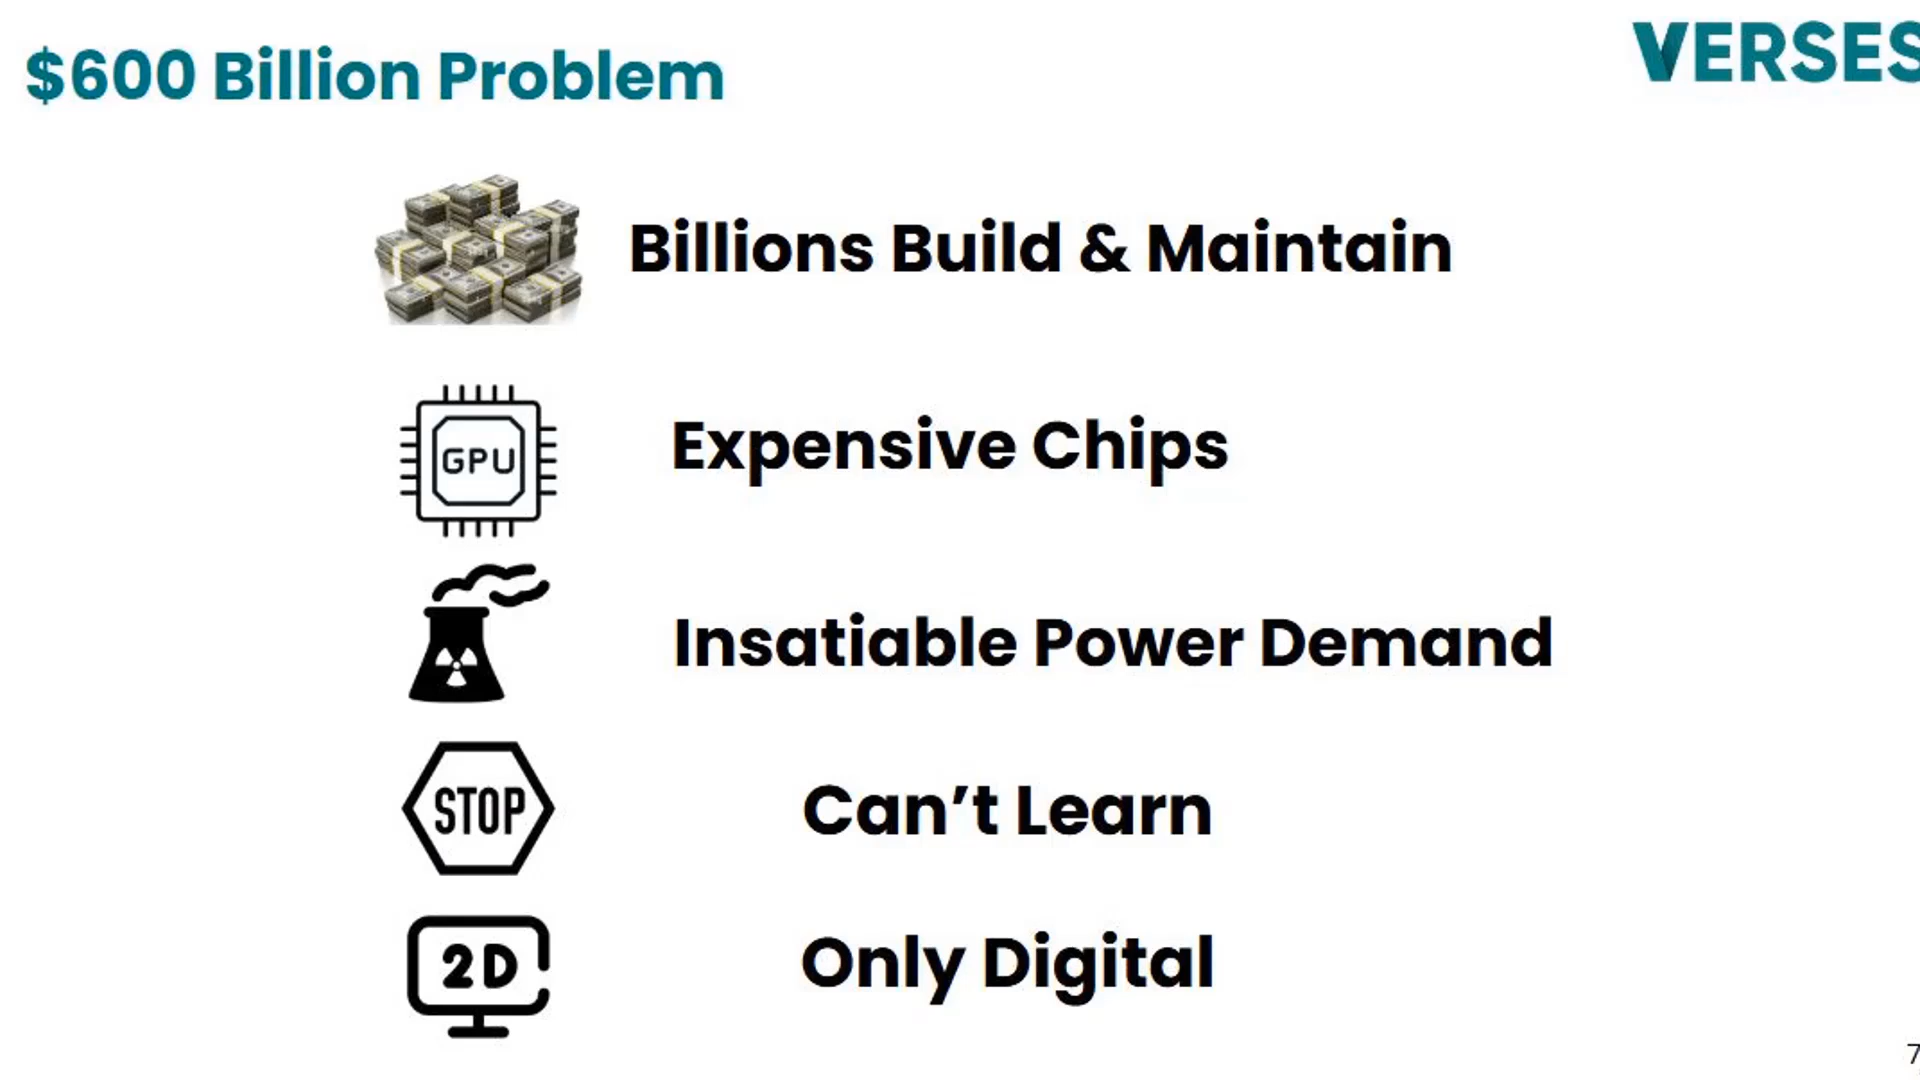 $600 Billion Problem
VERSES
Billions Build & Maintain
GPU
Expensive Chips
Insatiable Power Demand
STOP
Can’t Learn
2D
Only Digital
7